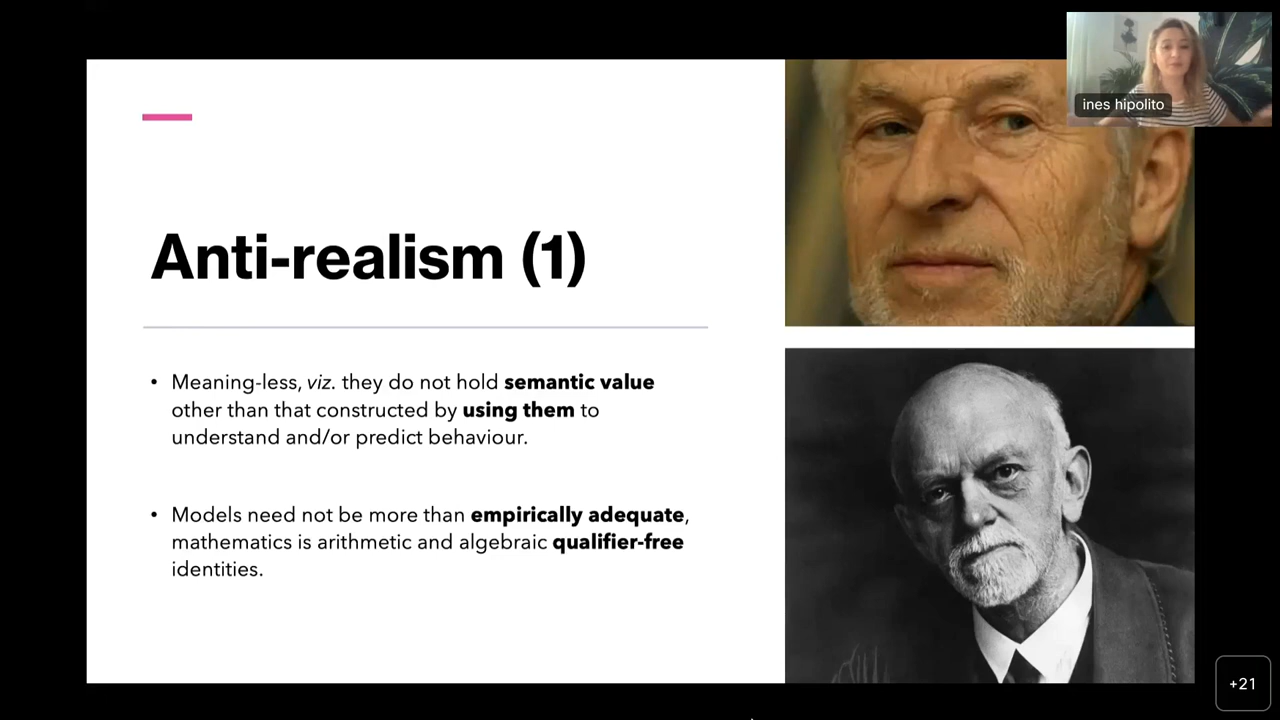 ines hipolito
Anti-realism (1)
• Meaning-less, viz. they do not hold semantic value
other than that constructed by using them to
understand and/or predict behaviour.
• Models need not be more than empirically adequate,
mathematics is arithmetic and algebraic qualifier-free
identities.
+21